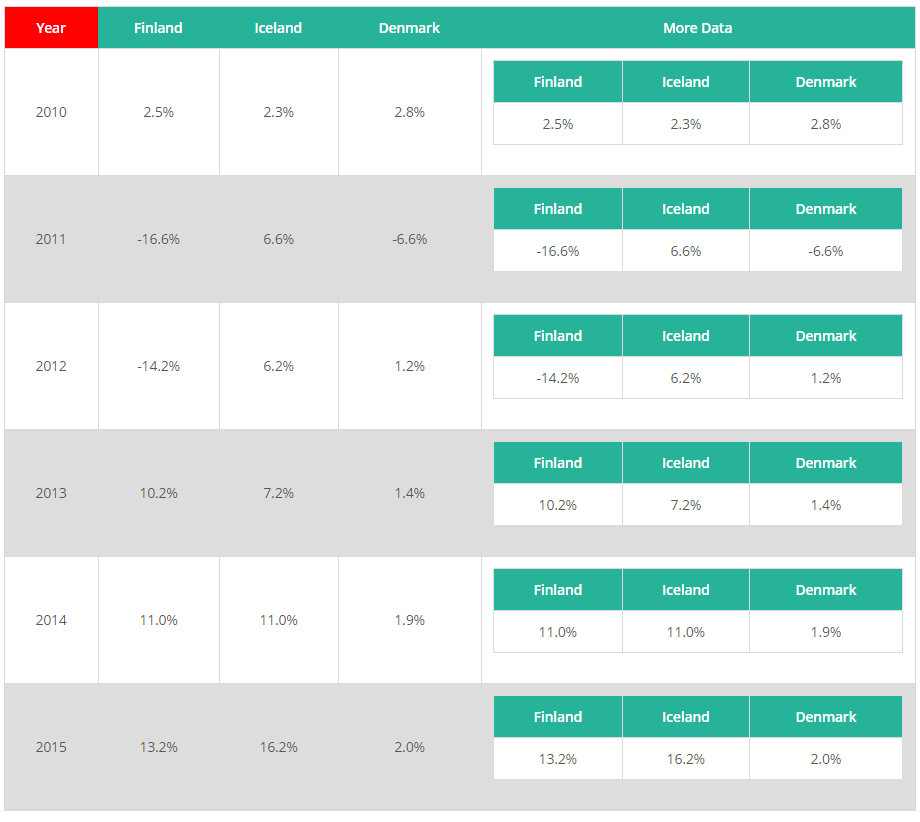 Year Finland Iceland Denmark More Data
Finland Iceland Denmark
2010 2.5% 2.3% 2.8%
2.5% 2.3% 2.8%
Finland Iceland Denmark
2011 -16.6% 6.6% -6.6%
-16.6% 6.6% -6.6%
Finland Iceland Denmark
2012 -14.2% 6.2% 1.2%
-14.2% 6.2% 1.2%
Finland Iceland Denmark
2013 10.2% 7.2% 1.4%
10.2% 7.2% 1.4%
Finland Iceland Denmark
2014 11.0% 11.0% 1.9%
11.0% 11.0% 1.9%
Finland Iceland Denmark
2015 13.2% 16.2% 2.0%
13.2% 16.2% 2.0%